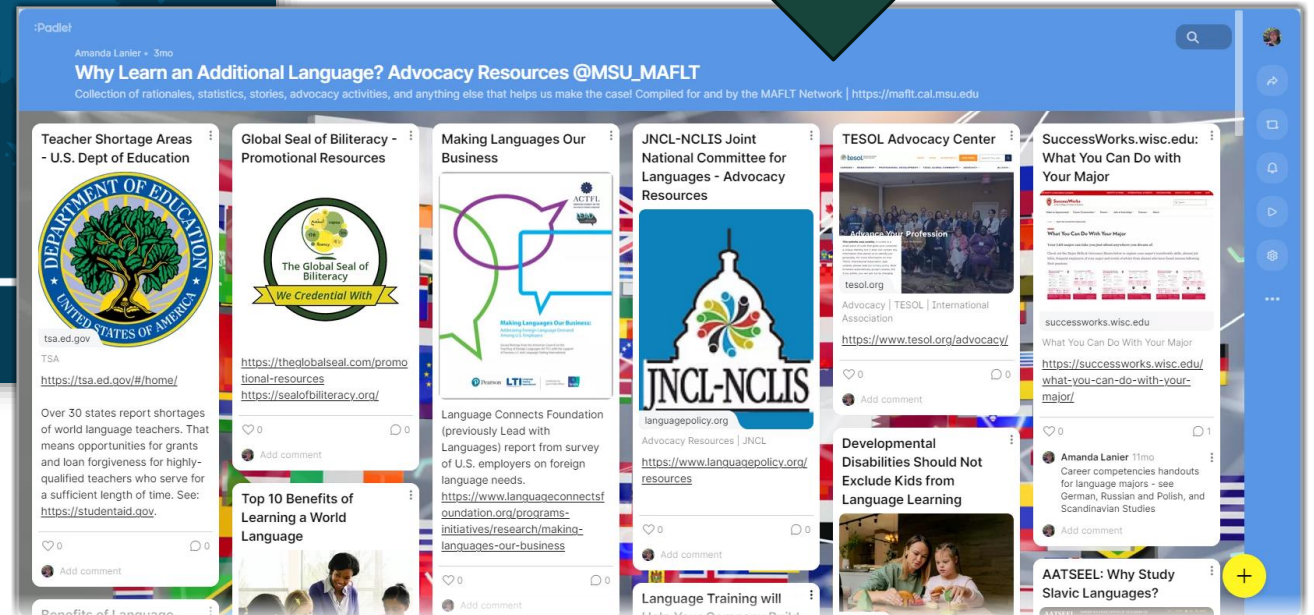 :Padlet
Amanda Lanier • 3mo
Why Learn an Additional Language? Advocacy Resources @MSU_MAFLT
Collection of rationales, statistics, stories, advocacy activities, and anything else that helps us make the case! Compiled for and by the MAFLT Network | https://maflt.cal.msu.edu
Teacher Shortage Areas
- U.S. Dept of Education
DEPARTMENT OF EDUCATION
UNITED STATES OF AMERICA
tsa.ed.gov
TSA
https://tsa.ed.gov/#/home/
Over 30 states report shortages
of world language teachers. That
means opportunities for grants
and loan forgiveness for highly-
qualified teachers who serve for
a sufficient length of time. See:
https://studentaid.gov.
0
0
Add comment
Benefits of Language
Global Seal of Biliteracy -
Promotional Resources
The Global Seal of
Biliteracy
We Credential With
https://theglobalseal.com/promo
tional-resources
https://sealofbiliteracy.org/
0
0
Add comment
Top 10 Benefits of
Learning a World
Language
Making Languages Our
Business
ACTFL
Making Languages Our Business:
Addressing Foreign Language Demand
Among U.S. Employers
Pearson
LTI
Ipsos
Language Connects Foundation
(previously Lead with
Languages) report from survey
of U.S. employers on foreign
language needs.
https://www.languageconnectsf
oundation.org/programs-
initiatives/research/making-
languages-our-business
0
0
Add comment
JNCL-NCLIS Joint
National Committee for
Languages - Advocacy
Resources
JNCL-NCLIS
languagepolicy.org
Advocacy Resources | JNCL
https://www.languagepolicy.org/
resources
0
0
Add comment
Language Training will
TESOL Advocacy Center
tesol
Advance Your Profession
tesol.org
Advocacy | TESOL | International
Association
https://www.tesol.org/advocacy/
0
0
Add comment
Developmental
Disabilities Should Not
Exclude Kids from
Language Learning
SuccessWorks.wisc.edu:
What You Can Do with
Your Major
SuccessWorks
What You Can Do With Your Major
successworks.wisc.edu
What You Can Do With Your Major
https://successworks.wisc.edu/
what-you-can-do-with-your-
major/
0
1
Amanda Lanier 11mo
Career competencies handouts
for language majors - see
German, Russian and Polish, and
Scandinavian Studies
Add comment
AATSEEL: Why Study
Slavic Languages?